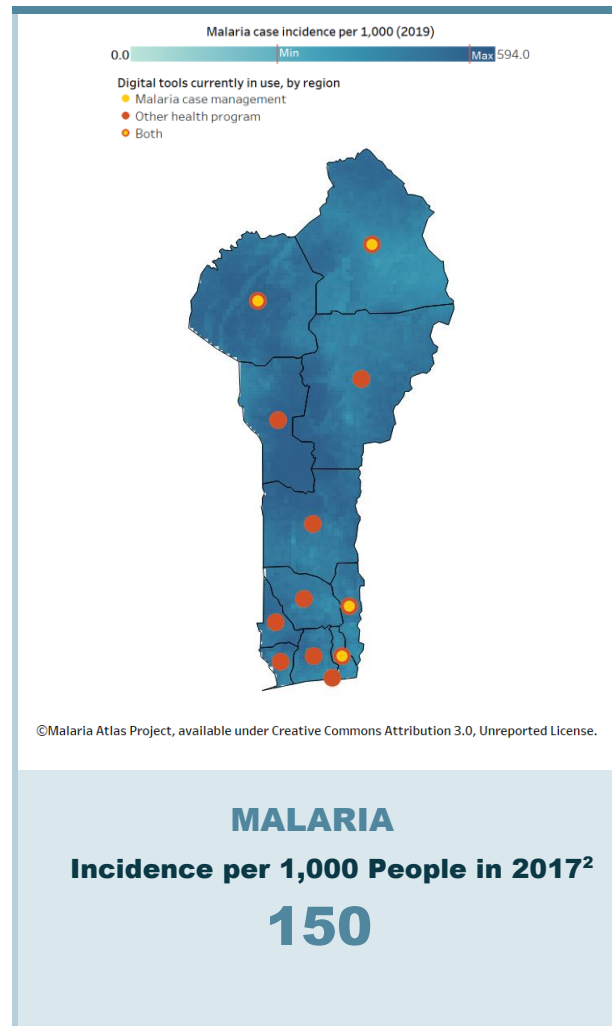 Malaria case incidence per 1,000 (2019)
0.0 Min Max 594.0
Digital tools currently in use, by region
Malaria case management
Other health program
Both
©Malaria Atlas Project, available under Creative Commons Attribution 3.0, Unreported License.
MALARIA
Incidence per 1,000 People in 2017²
150